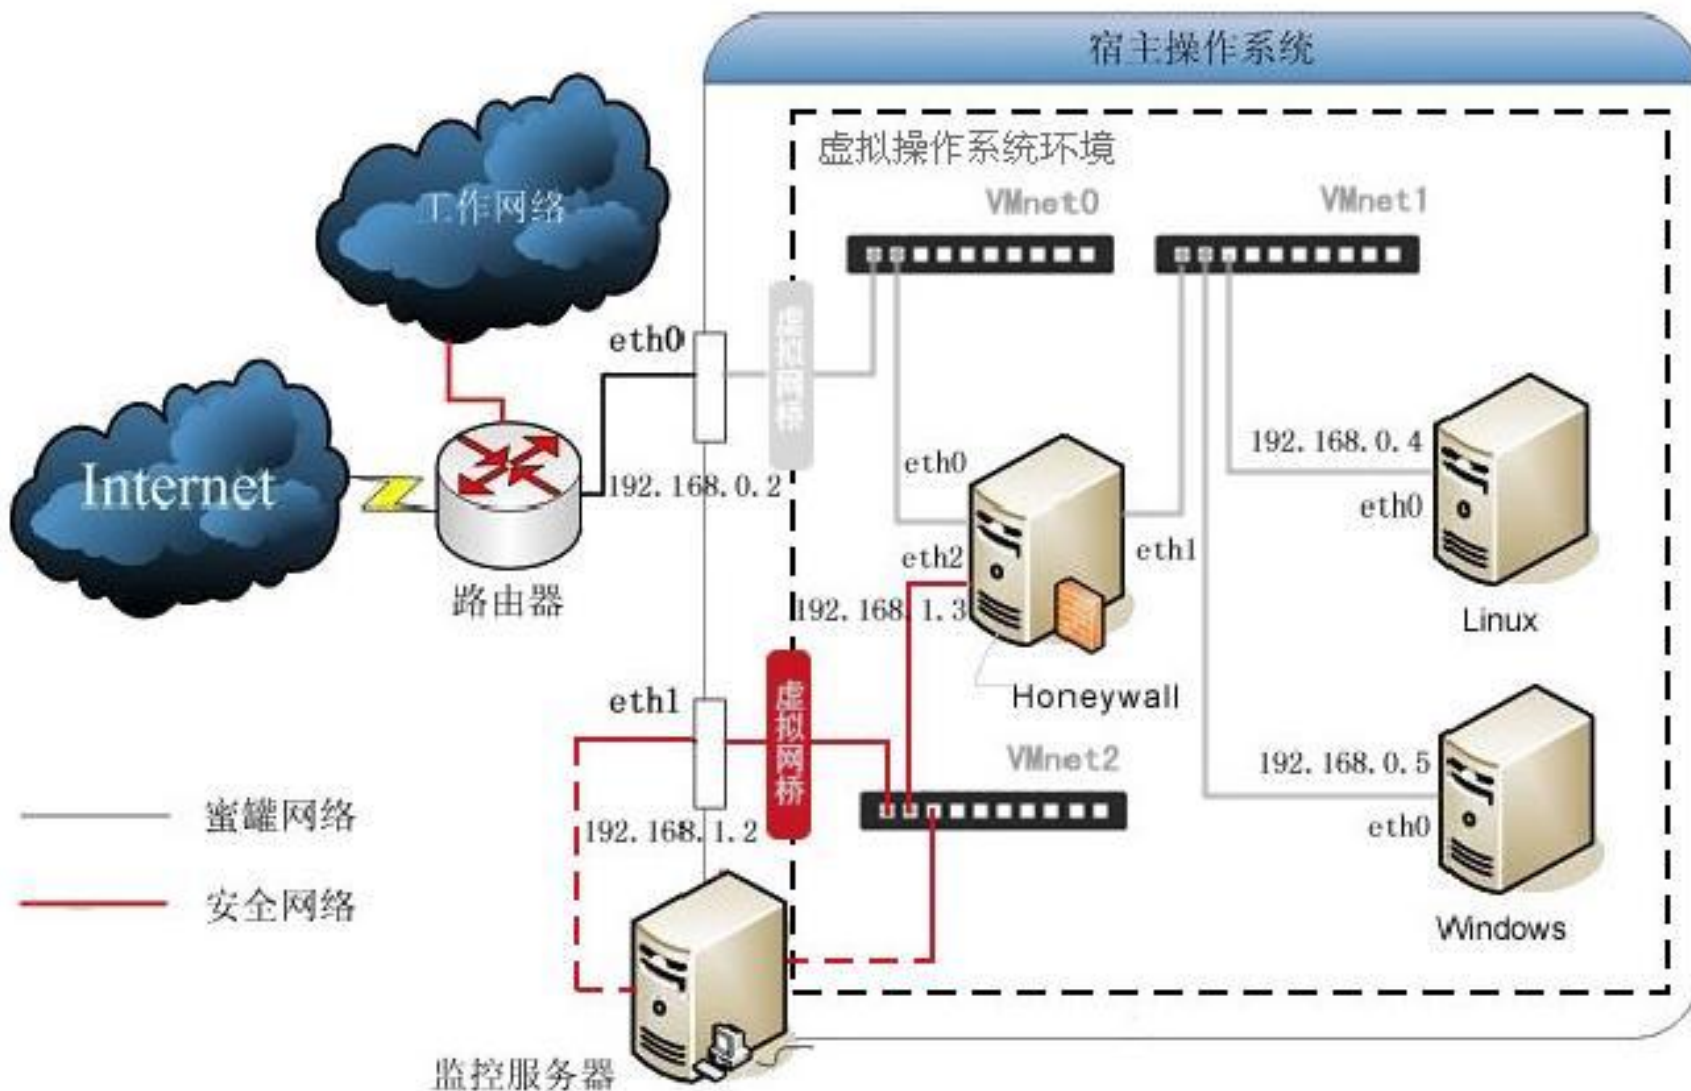 宿主操作系统
虚拟操作系统环境
VMnet0
VMnet1
工作网络
eth0
虚拟网桥
Internet
192.168.0.2
eth0
192.168.0.4
eth0
eth2
eth1
路由器
192.168.1.3
Linux
Honeywall
eth1
虚拟网桥
VMnet2
192.168.0.5
eth0
192.168.1.2
蜜罐网络
安全网络
Windows
监控服务器